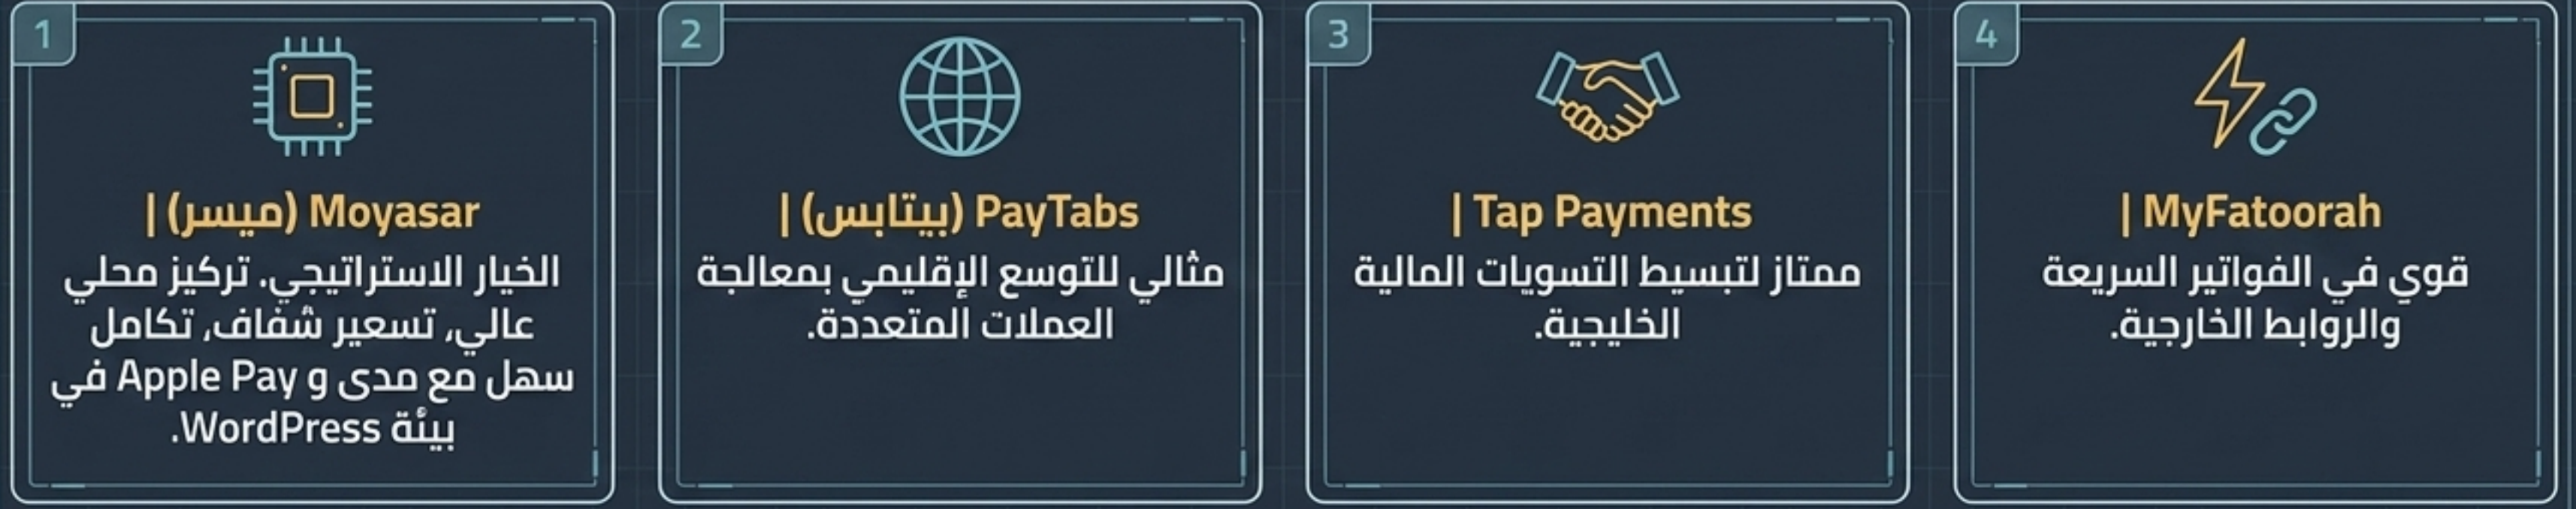 1
Moyasar (ميسر) |
الخيار الاستراتيجي. تركيز محلي
عالي، تسعير شفاف، تكامل
سهل مع مدى و Apple Pay في
بيئة WordPress.
2
PayTabs (بيتابس) |
مثالي للتوسع الإقليمي بمعالجة
العملات المتعددة.
3
Tap Payments |
ممتاز لتبسيط التسويات المالية
الخليجية.
4
MyFatoorah |
قوي في الفواتير السريعة
والروابط الخارجية.